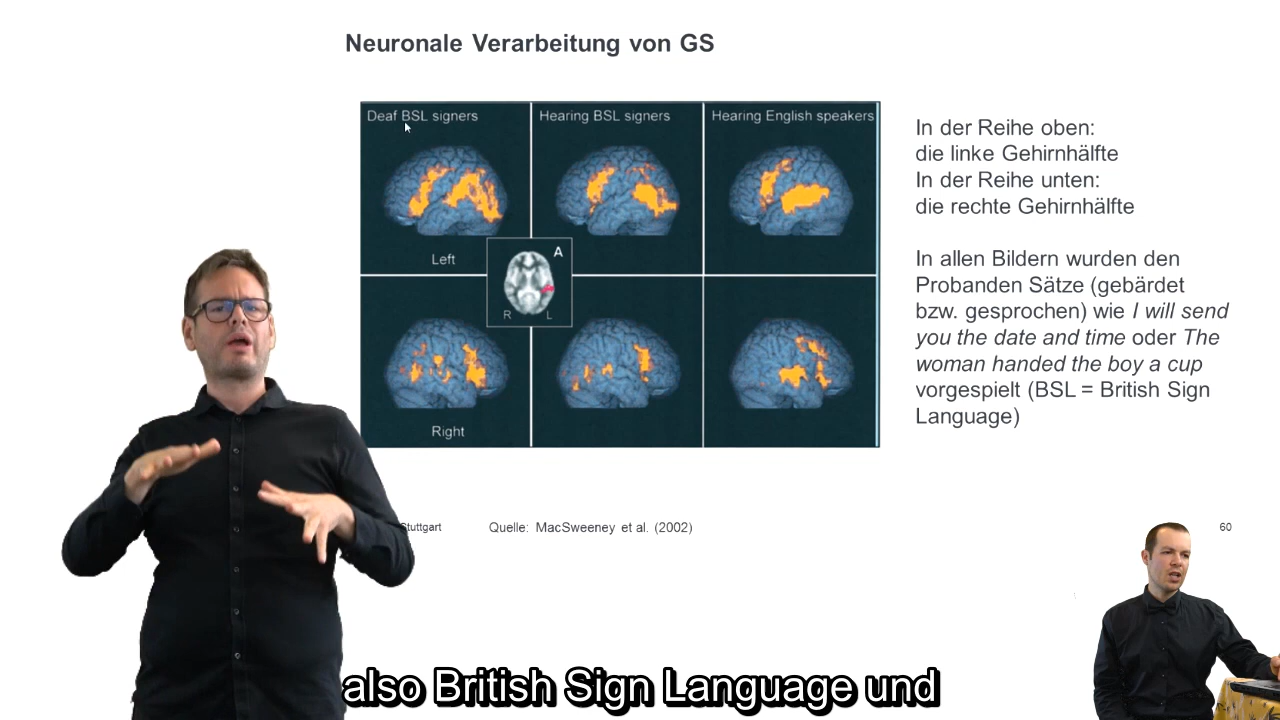 Neuronale Verarbeitung von GS
Deaf BSL signers
Hearing BSL signers
Hearing English speakers
Left
A
R
L
Right
In der Reihe oben:
die linke Gehirnhälfte
In der Reihe unten:
die rechte Gehirnhälfte
In allen Bildern wurden den
Probanden Sätze (gebärdet
bzw. gesprochen) wie I will send
you the date and time oder The
woman handed the boy a cup
vorgespielt (BSL = British Sign
Language)
Stuttgart
Quelle: MacSweeney et al. (2002)
60
also British Sign Language und